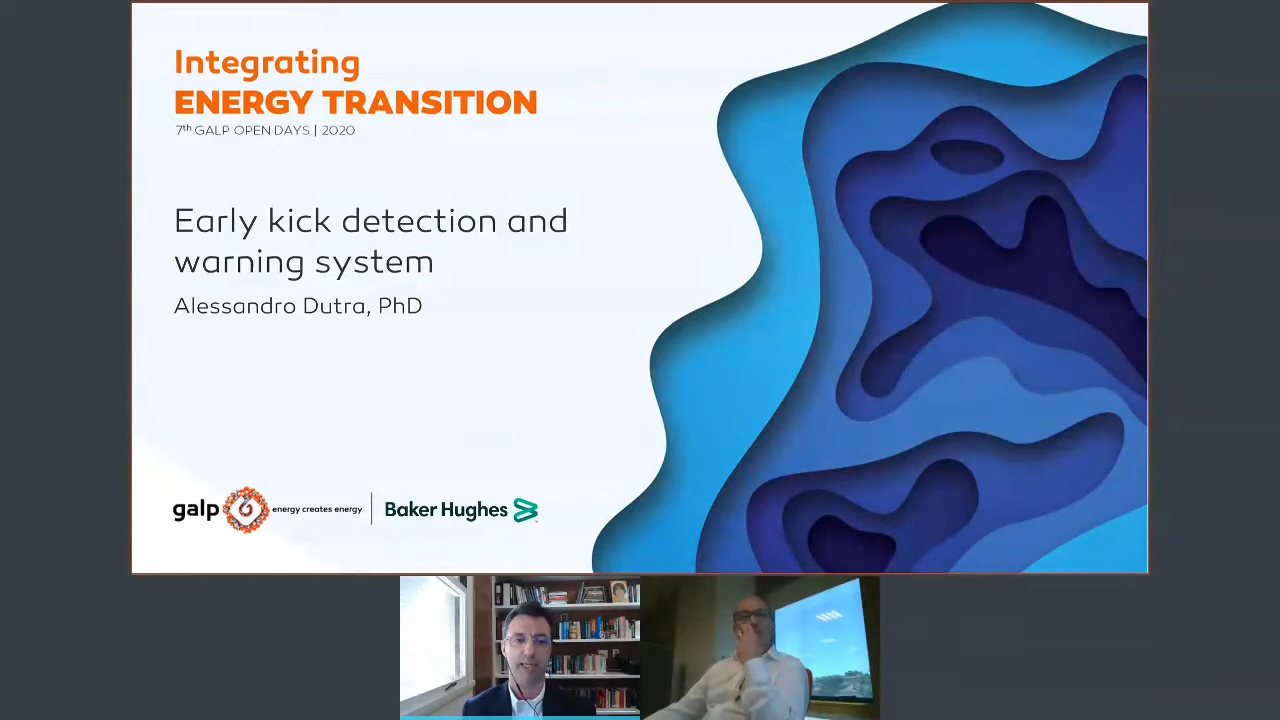 Integrating
ENERGY TRANSITION
7th GALP OPEN DAYS | 2020
Early kick detection and
warning system
Alessandro Dutra, PhD
galp energy creates energy | Baker Hughes